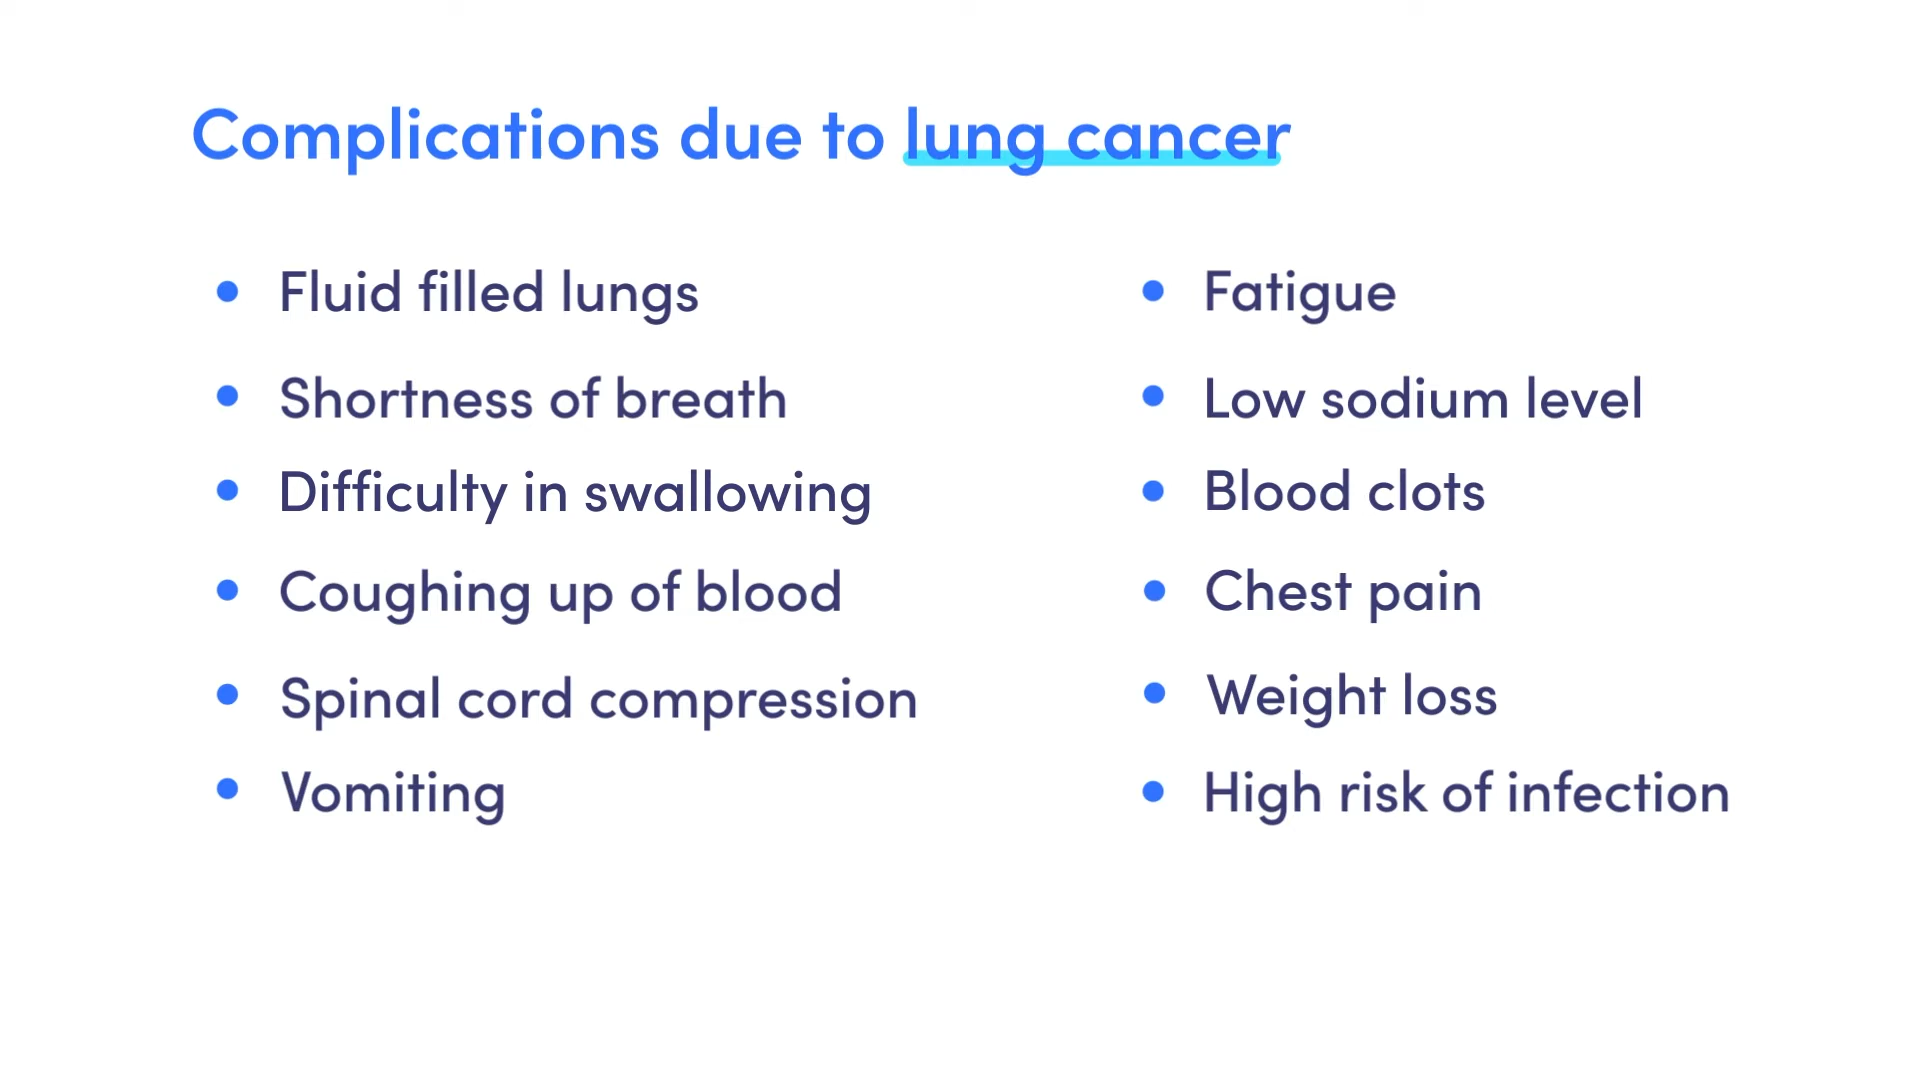 Complications due to lung cancer
Fluid filled lungs
Shortness of breath
Difficulty in swallowing
Coughing up of blood
Spinal cord compression
Vomiting
Fatigue
Low sodium level
Blood clots
Chest pain
Weight loss
High risk of infection